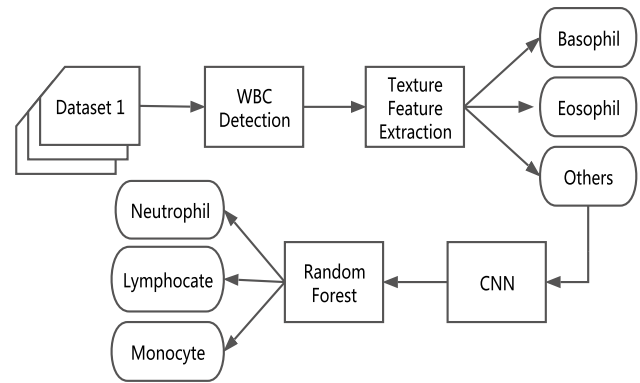 Dataset 1
WBC
Detection
Texture
Feature
Extraction
Basophil
Eosophil
Others
Neutrophil
Lymphocate
Monocyte
Random
Forest
CNN